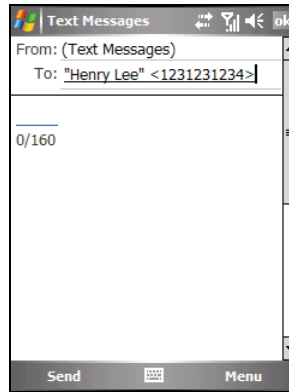 Text Messages ok
From: (Text Messages)
To: "Henry Lee" <1231231234>
0/160
Send Menu